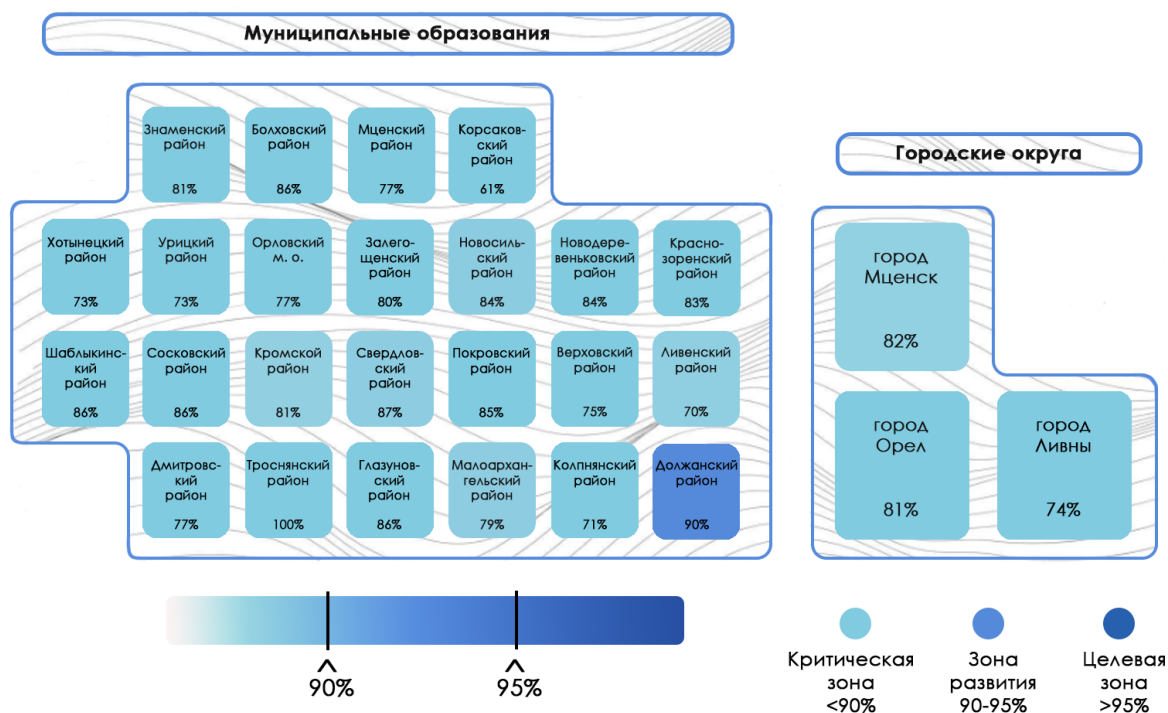 Муниципальные образования
Знаменский
район
81%
Болховский
район
86%
Мценский
район
77%
Корсаков-
ский
район
61%
Хотынецкий
район
73%
Урицкий
район
73%
Орловский
м. о.
77%
Залего-
щенский
район
80%
Новосиль-
ский
район
84%
Новодере-
веньковский
район
84%
Красно-
зоренский
район
83%
Шаблыкинс-
кий
район
86%
Сосковский
район
86%
Кромской
район
81%
Свердлов-
ский
район
87%
Покровский
район
85%
Верховский
район
75%
Ливенский
район
70%
Дмитровс-
кий
район
77%
Троснянский
район
100%
Глазунов-
ский
район
86%
Малоархан-
гельский
район
79%
Колпнянский
район
71%
Должанский
район
90%
Городские округа
город
Мценск
82%
город
Орел
81%
город
Ливны
74%
90%
95%
Критическая
зона
<90%
Зона
развития
90-95%
Целевая
зона
>95%